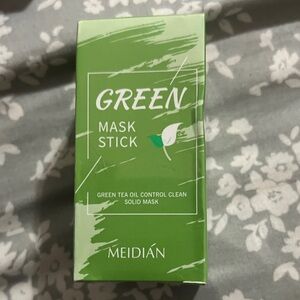 GREEN
MASK
STICK
GREEN TEA OIL CONTROL CLEAN
SOLID MASK
MEIDIAN